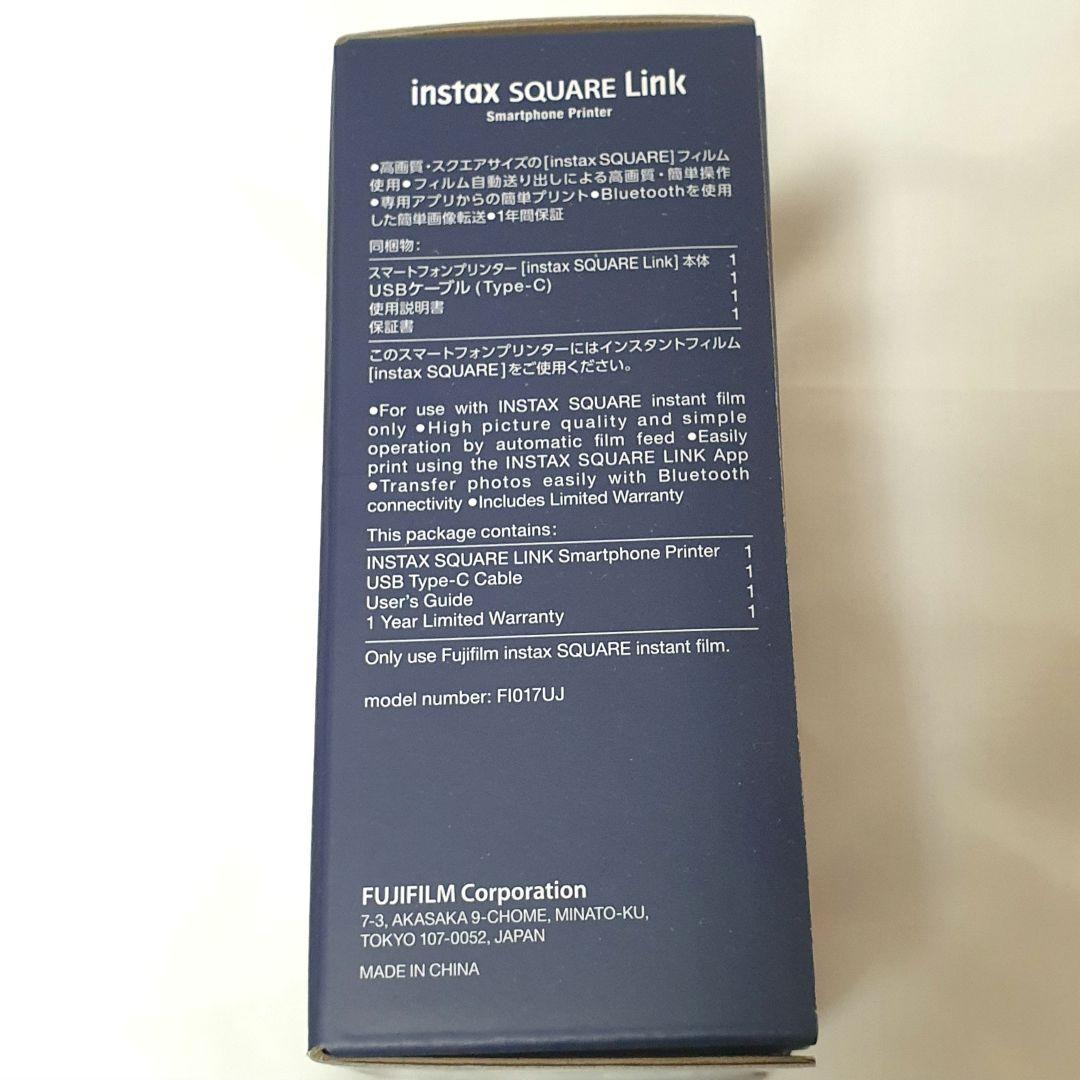 instax SQUARE Link
Smartphone Printer
●高画質・スクエアサイズの[instax SQUARE]フィルム
使用●フィルム自動送り出しによる高画質・簡単操作
●専用アプリからの簡単プリント●Bluetoothを使用
した簡単画像転送●1年間保証
同梱物:
スマートフォンプリンター[instax SQUARE Link]本体 1
USBケーブル(Type-C) 1
使用説明書 1
保証書 1
このスマートフォンプリンターにはインスタントフィルム
[instax SQUARE]をご使用ください。
●For use with INSTAX SQUARE instant film
only ●High picture quality and simple
operation by automatic film feed ●Easily
print using the INSTAX SQUARE LINK App
●Transfer photos easily with Bluetooth
connectivity ●Includes Limited Warranty
This package contains:
INSTAX SQUARE LINK Smartphone Printer 1
USB Type-C Cable 1
User's Guide 1
1 Year Limited Warranty 1
Only use Fujifilm instax SQUARE instant film.
model number: FI017UJ
FUJIFILM Corporation
7-3, AKASAKA 9-CHOME, MINATO-KU,
TOKYO 107-0052, JAPAN
MADE IN CHINA